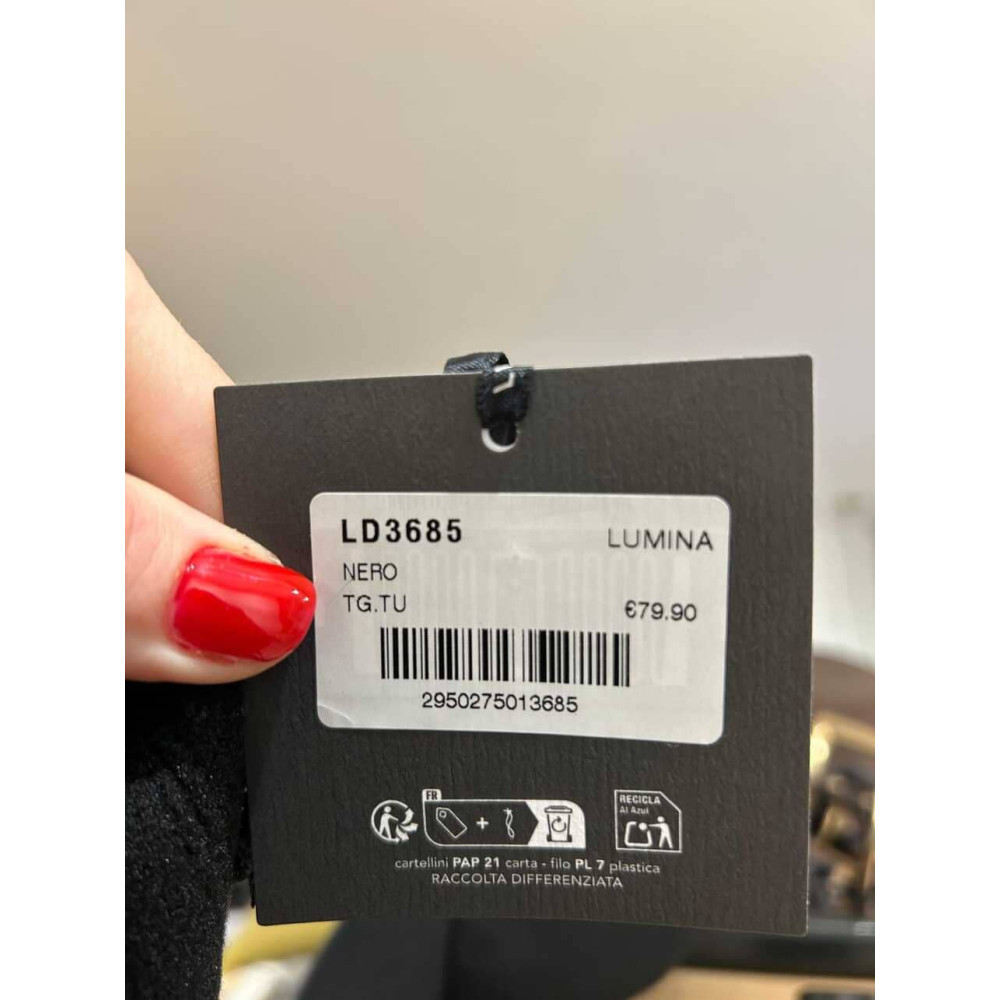 LD3685
LUMINA
NERO
TG.TU
€79.90
2950275013685
FR
+
RECICLA
Al Azul
cartellini PAP 21 carta - filo PL 7 plastica
RACCOLTA DIFFERENZIATA